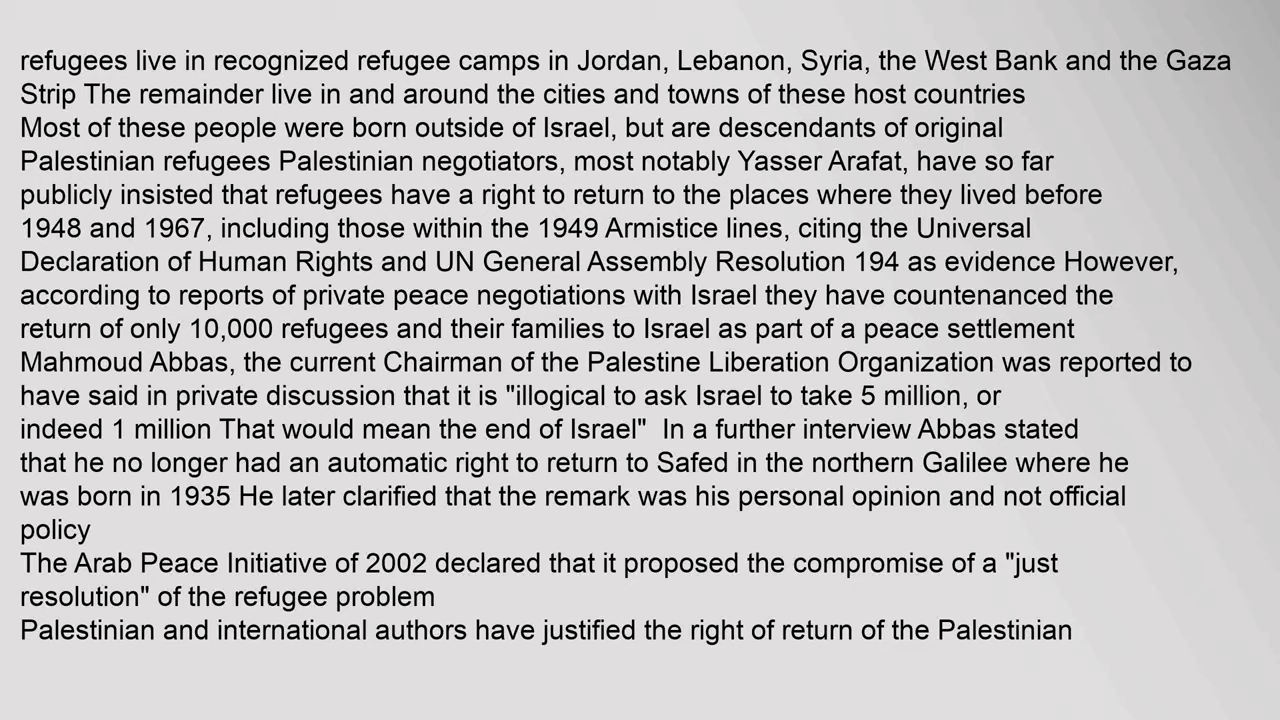 refugees live in recognized refugee camps in Jordan, Lebanon, Syria, the West Bank and the Gaza
Strip The remainder live in and around the cities and towns of these host countries
Most of these people were born outside of Israel, but are descendants of original
Palestinian refugees Palestinian negotiators, most notably Yasser Arafat, have so far
publicly insisted that refugees have a right to return to the places where they lived before
1948 and 1967, including those within the 1949 Armistice lines, citing the Universal
Declaration of Human Rights and UN General Assembly Resolution 194 as evidence However,
according to reports of private peace negotiations with Israel they have countenanced the
return of only 10,000 refugees and their families to Israel as part of a peace settlement
Mahmoud Abbas, the current Chairman of the Palestine Liberation Organization was reported to
have said in private discussion that it is "illogical to ask Israel to take 5 million, or
indeed 1 million That would mean the end of Israel"  In a further interview Abbas stated
that he no longer had an automatic right to return to Safed in the northern Galilee where he
was born in 1935 He later clarified that the remark was his personal opinion and not official
policy
The Arab Peace Initiative of 2002 declared that it proposed the compromise of a "just
resolution" of the refugee problem
Palestinian and international authors have justified the right of return of the Palestinian